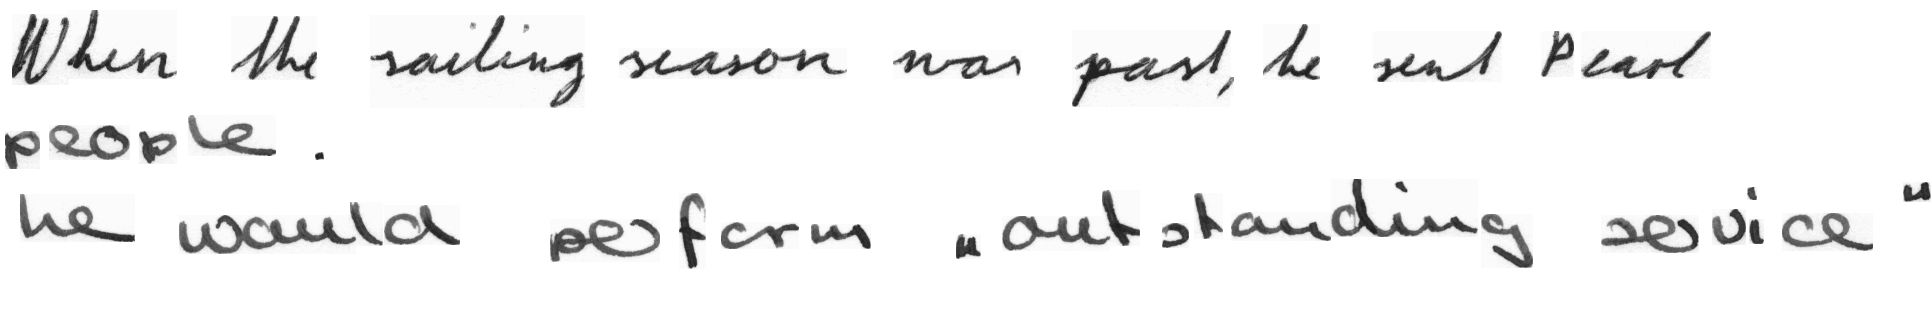 When the sailing season was past, he sent Pearl
people.
he would perform „outstanding service"